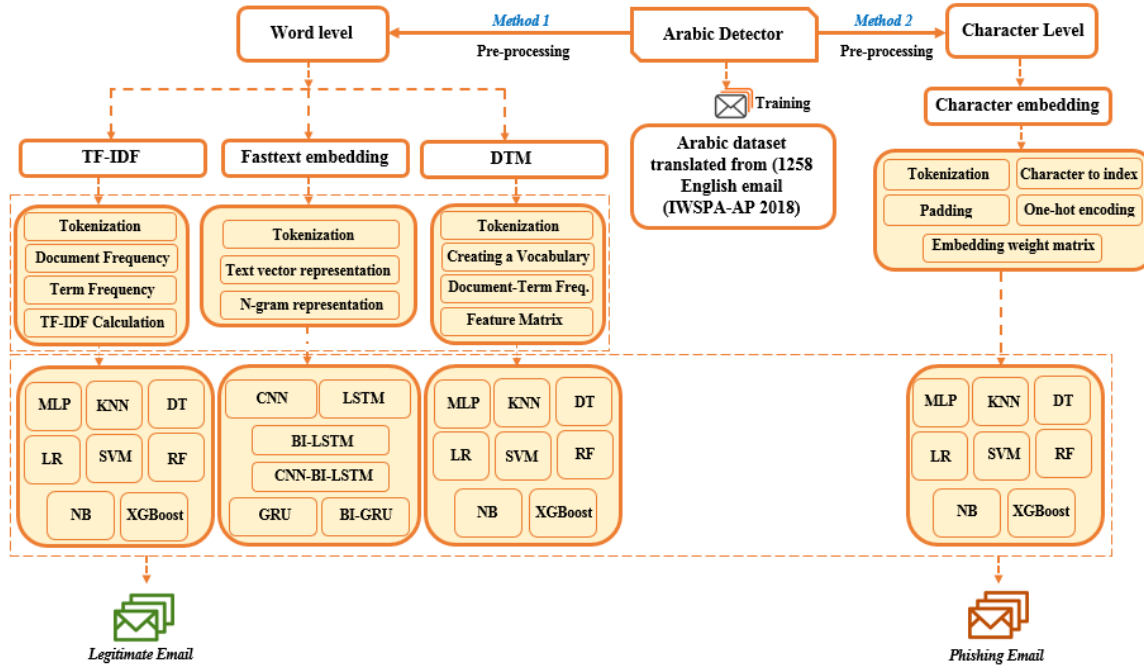 Word level
Method 1
Pre-processing
Arabic Detector
Method 2
Pre-processing
Character Level
Training
Arabic dataset
translated from (1258
English email
(IWSPA-AP 2018)
Character embedding
Tokenization
Character to index
Padding
One-hot encoding
Embedding weight matrix
TF-IDF
Fasttext embedding
DTM
Tokenization
Document Frequency
Term Frequency
TF-IDF Calculation
Tokenization
Text vector representation
N-gram representation
Tokenization
Creating a Vocabulary
Document-Term Freq.
Feature Matrix
MLP
KNN
DT
LR
SVM
RF
NB
XGBoost
CNN
LSTM
BI-LSTM
CNN-BI-LSTM
GRU
BI-GRU
MLP
KNN
DT
LR
SVM
RF
NB
XGBoost
MLP
KNN
DT
LR
SVM
RF
NB
XGBoost
Legitimate Email
Phishing Email